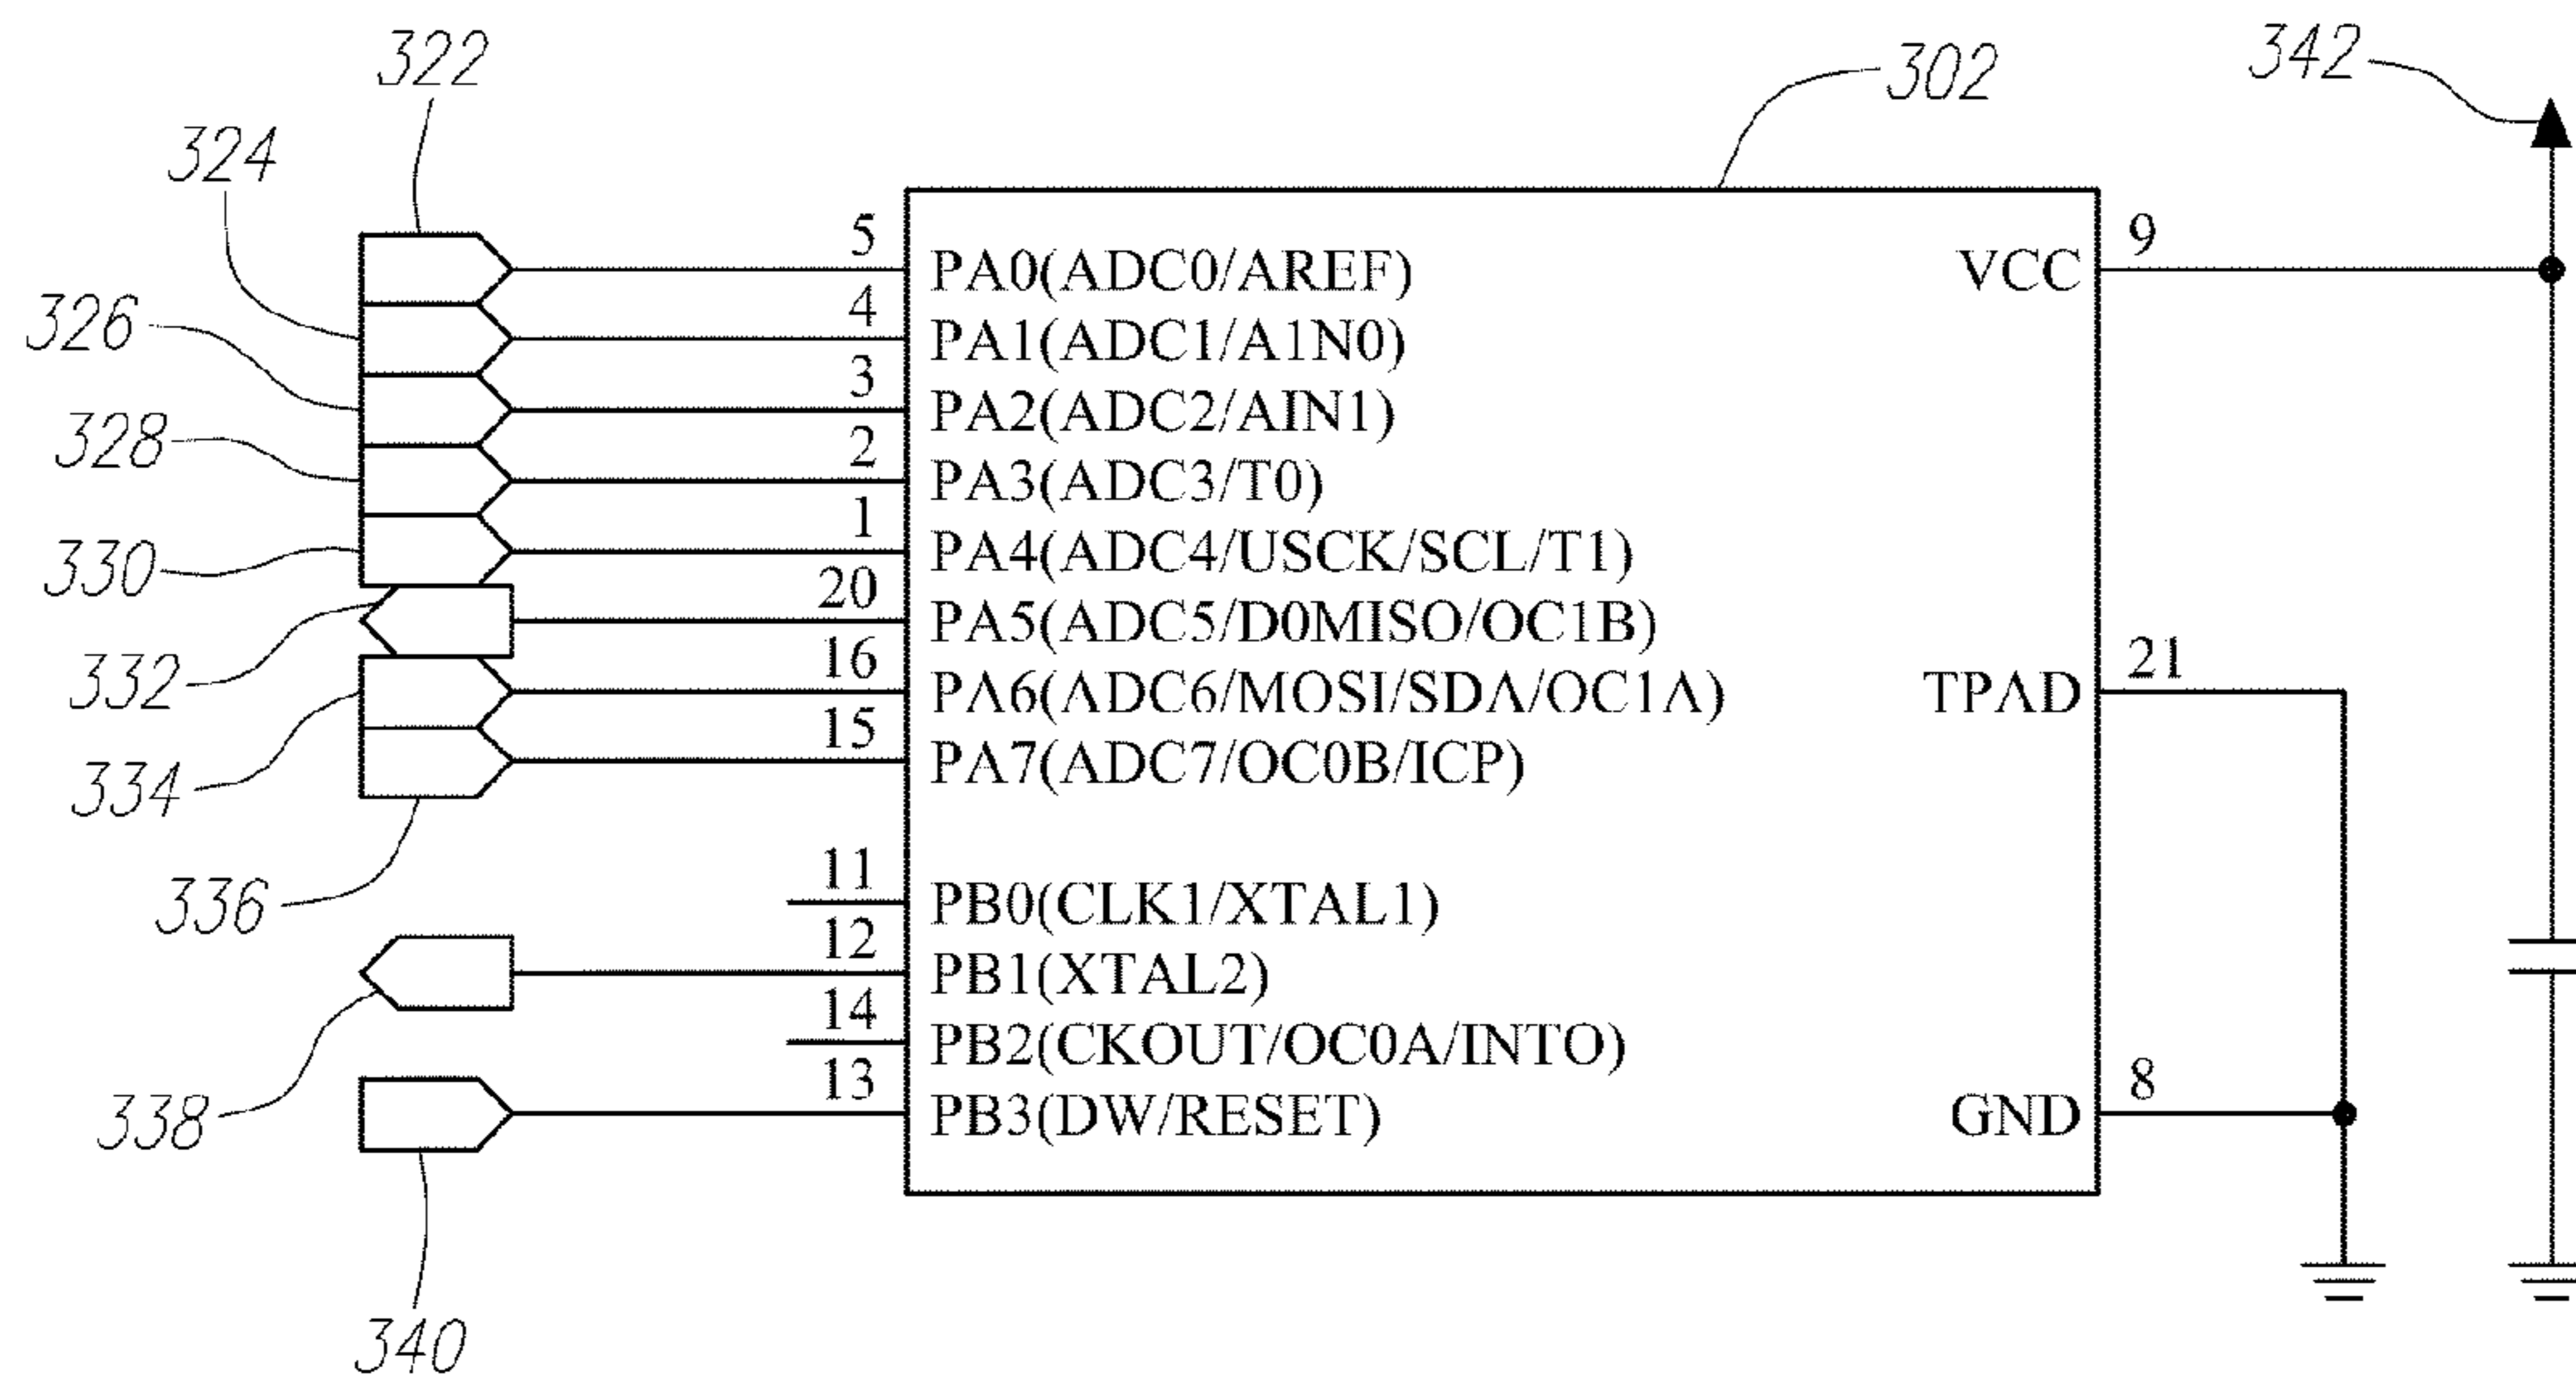 322
302
342
324
5
PA0(ADC0/AREF)
VCC
9
326
4
PA1(ADC1/A1N0)
3
PA2(ADC2/AIN1)
328
2
PA3(ADC3/T0)
330
1
PA4(ADC4/USCK/SCL/T1)
20
PA5(ADC5/D0MISO/OC1B)
332
16
PA6(ADC6/MOSI/SDA/OC1A)
TPAD
21
334
15
PA7(ADC7/OC0B/ICP)
336
11
PB0(CLK1/XTAL1)
12
PB1(XTAL2)
14
PB2(CKOUT/OC0A/INTO)
338
13
PB3(DW/RESET)
GND
8
340